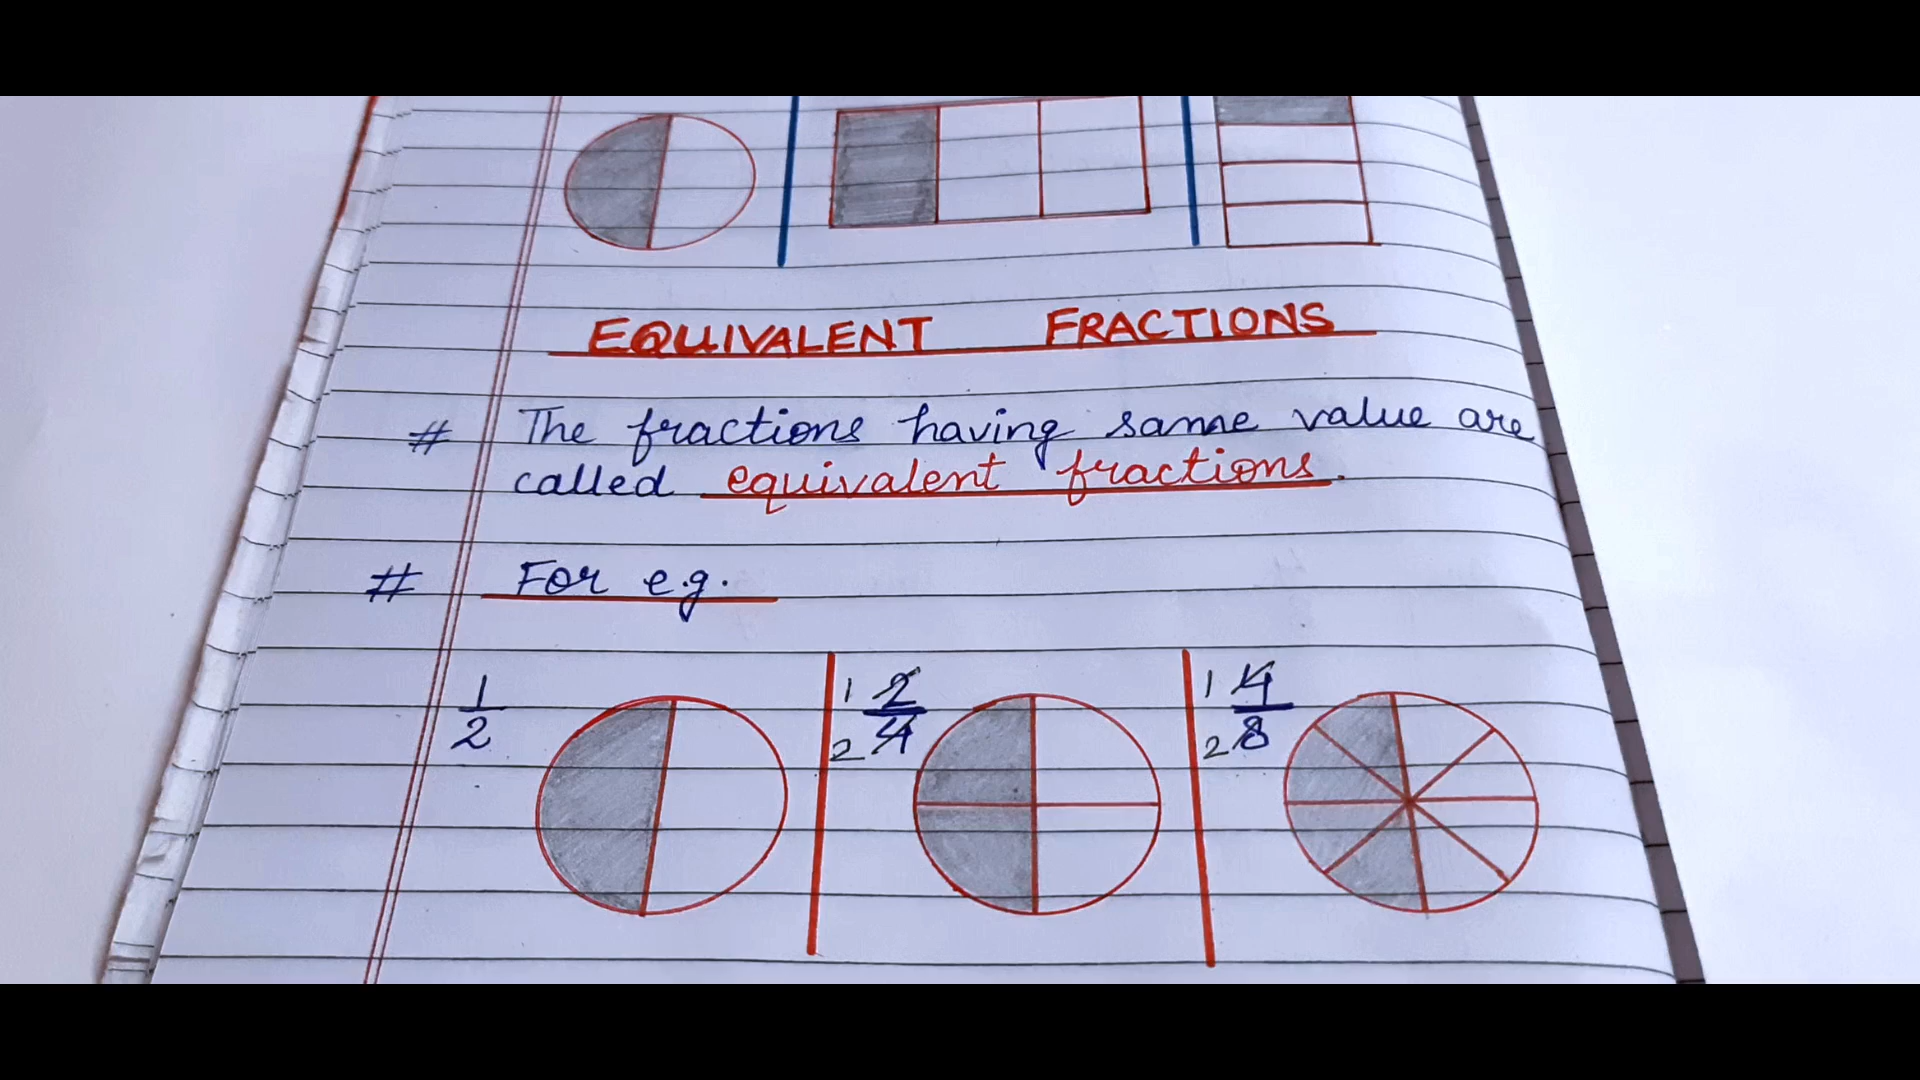 EQUIVALENT FRACTIONS
# The fractions having same value are
called equivalent fractions.
# For e.g.
1/2 1 2/4 2 1 4/8 2